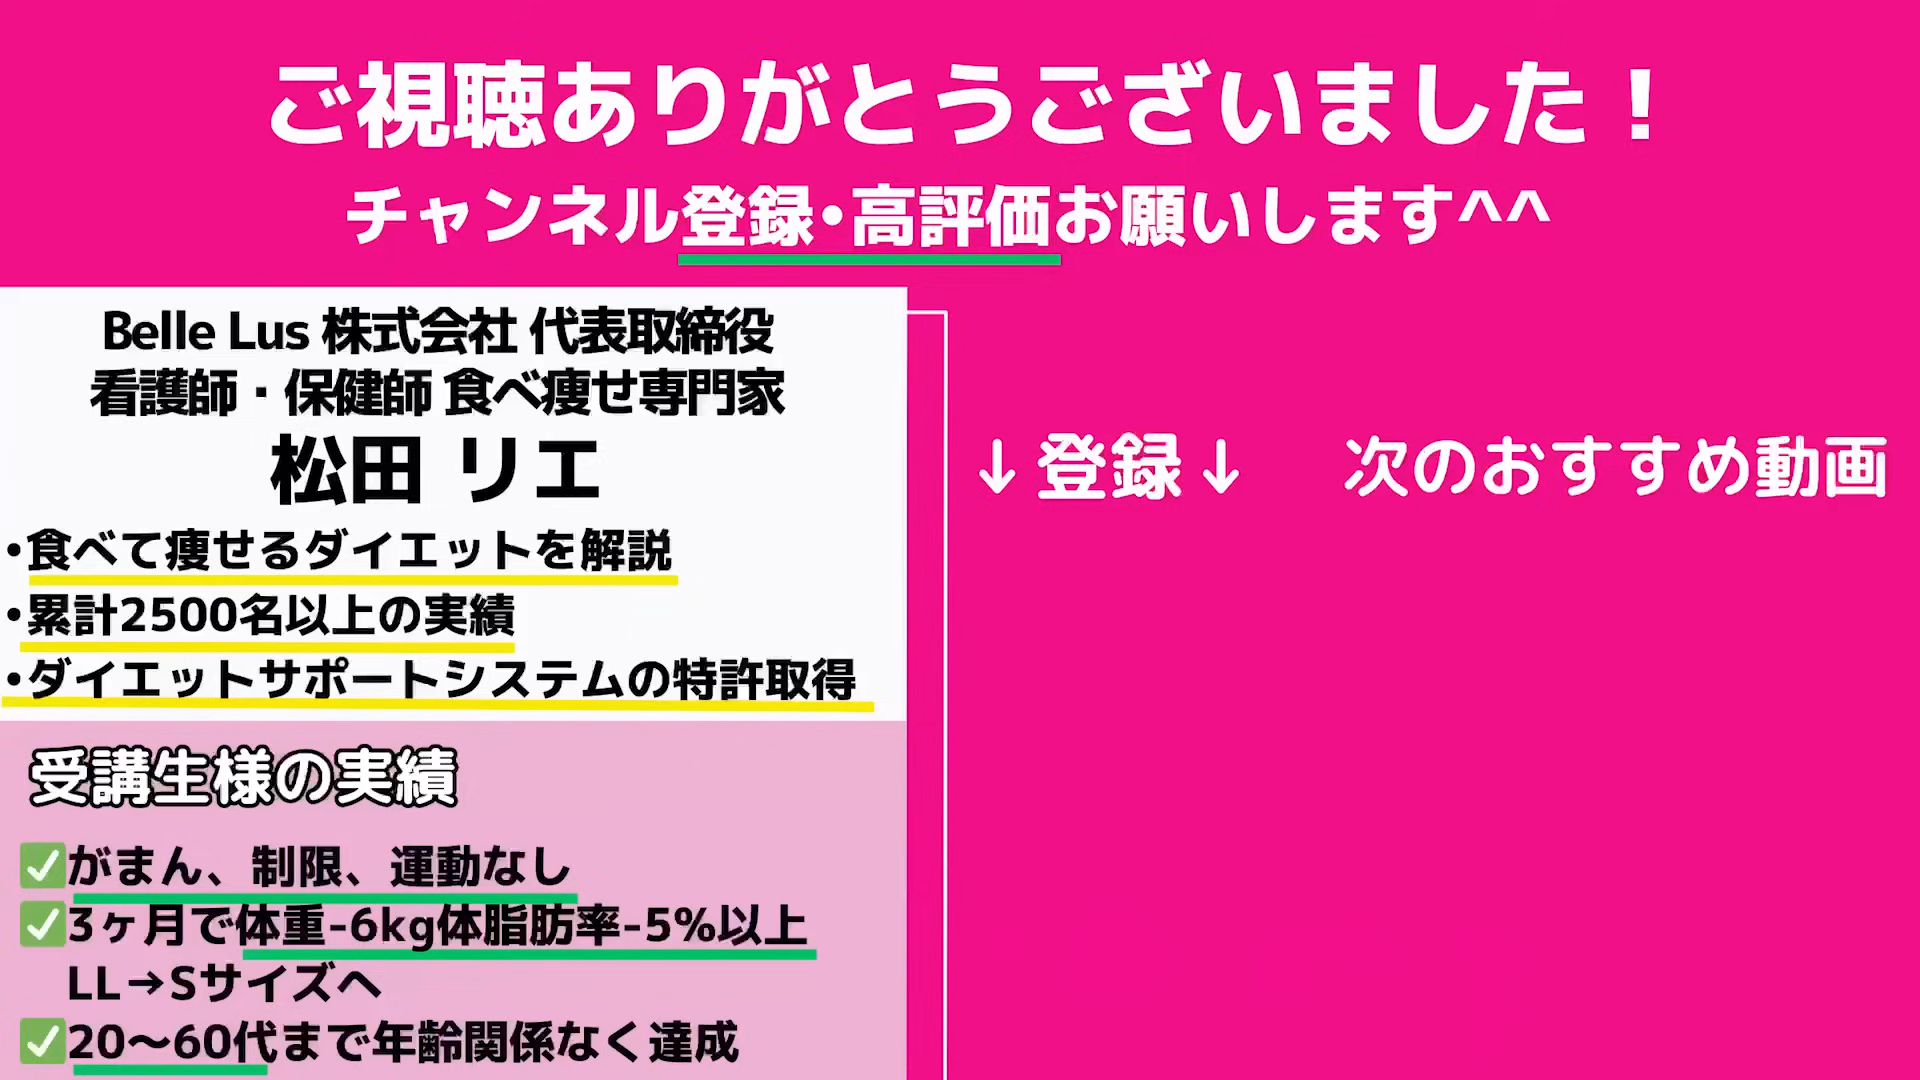 ご視聴ありがとうございました！
チャンネル登録・高評価お願いします^^
Belle Lus 株式会社 代表取締役
看護師・保健師 食べ痩せ専門家
松田 リエ
・食べて痩せるダイエットを解説
・累計2500名以上の実績
・ダイエットサポートシステムの特許取得
受講生様の実績
✅がまん、制限、運動なし
✅3ヶ月で体重-6kg体脂肪率-5%以上
LL→Sサイズへ
✅20〜60代まで年齢関係なく達成
↓登録↓
次のおすすめ動画